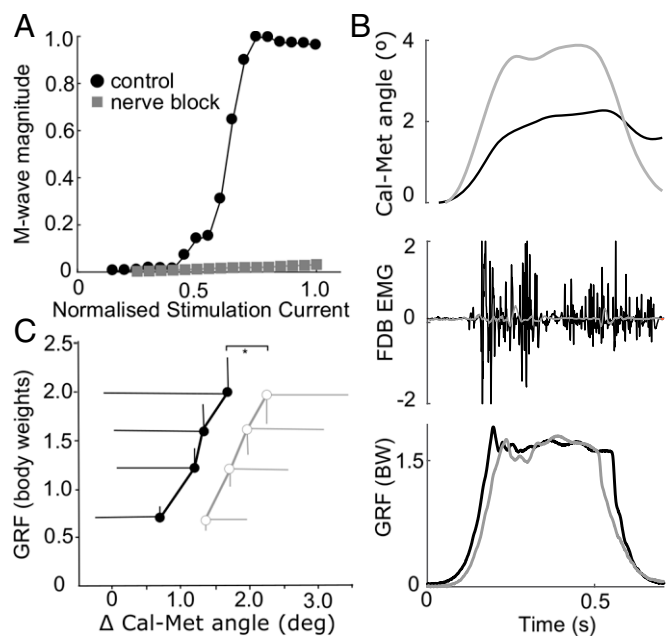 A
M-wave magnitude
1.0
0.8
0.6
0.4
0.2
0
control
nerve block
0.5
1.0
Normalised Stimulation Current
B
Cal-Met angle (º)
4
2
0
FDB EMG
2
0
-2
GRF (BW)
1.5
0
0
0.5
Time (s)
C
GRF (body weights)
2.5
2.0
1.5
1.0
0.5
0
*
0
1.0
2.0
3.0
Δ Cal-Met angle (deg)